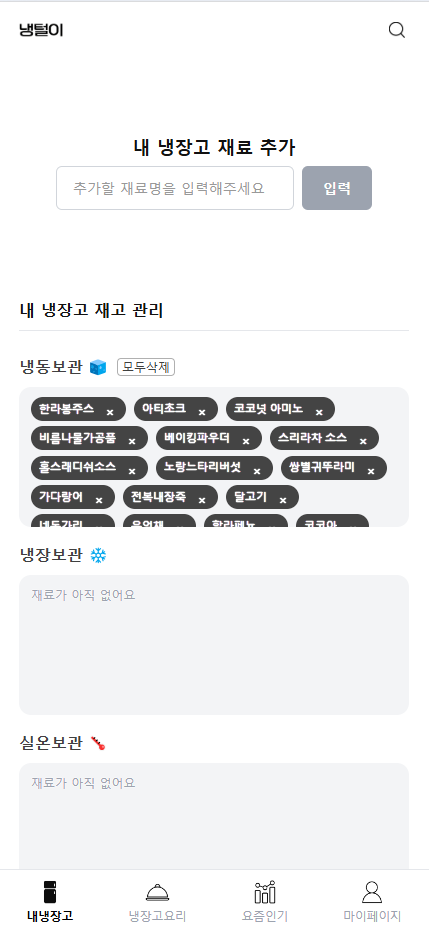 냉털이
내 냉장고 재료 추가
추가할 재료명을 입력해주세요 입력
내 냉장고 재고 관리
냉동보관 모두삭제
한라봉주스 × 아티초크 × 코코넛 아미노 ×
비름나물가공품 × 베이킹파우더 × 스리라차 소스 ×
홀스래디쉬소스 × 노랑느타리버섯 × 쌍별귀뚜라미 ×
가다랑어 × 전복내장죽 × 달고기 ×
코코아
냉장보관
재료가 아직 없어요
실온보관
재료가 아직 없어요
내냉장고 냉장고요리 요즘인기 마이페이지